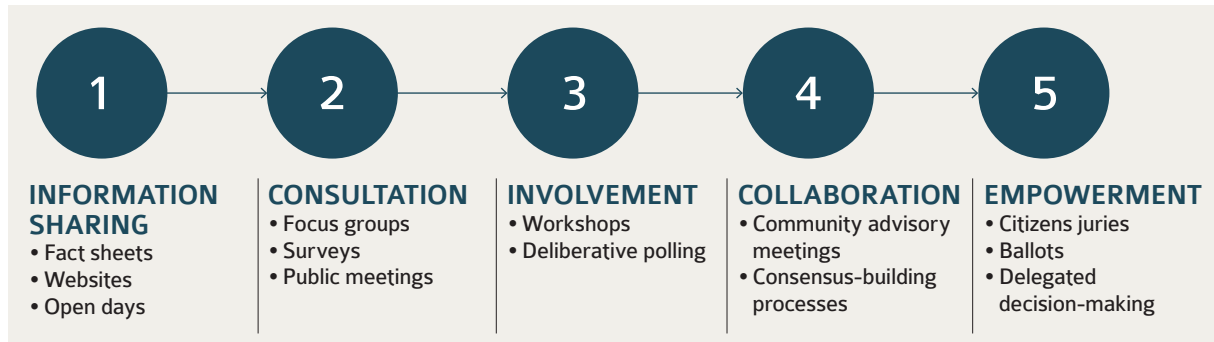 1
2
3
4
5
INFORMATION
SHARING
• Fact sheets
• Websites
• Open days
CONSULTATION
• Focus groups
• Surveys
• Public meetings
INVOLVEMENT
• Workshops
• Deliberative polling
COLLABORATION
• Community advisory
meetings
• Consensus-building
processes
EMPOWERMENT
• Citizens juries
• Ballots
• Delegated
decision-making